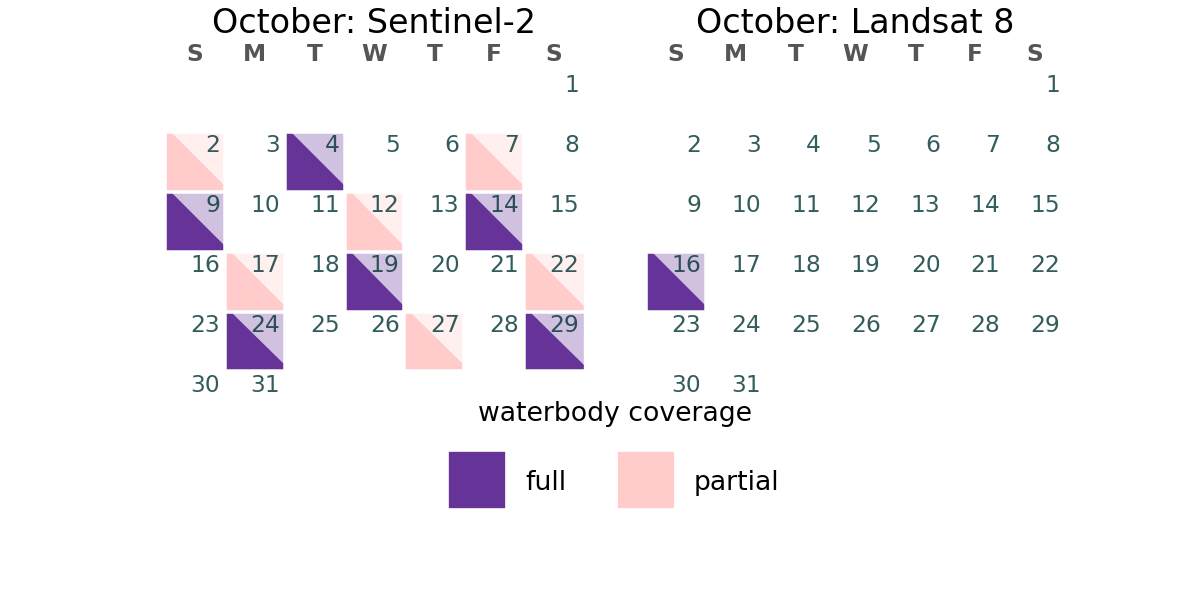 October: Sentinel-2
S M T W T F S
1
2 3 4 5 6 7 8
9 10 11 12 13 14 15
16 17 18 19 20 21 22
23 24 25 26 27 28 29
30 31
October: Landsat 8
S M T W T F S
1
2 3 4 5 6 7 8
9 10 11 12 13 14 15
16 17 18 19 20 21 22
23 24 25 26 27 28 29
30 31
waterbody coverage
full
partial